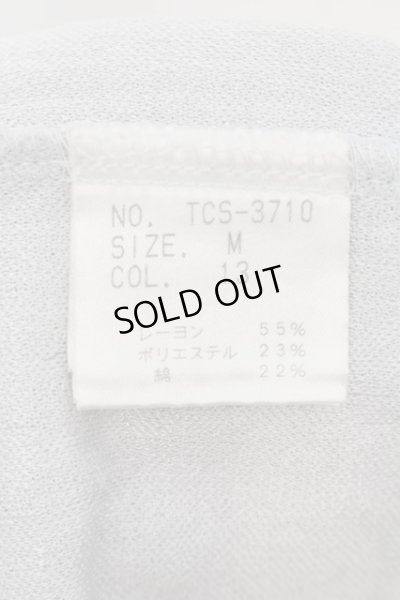 NO. TCS-3710
SIZE. M
COL. 13
SOLD OUT
レーヨン 55%
ポリエステル 23%
綿 22%